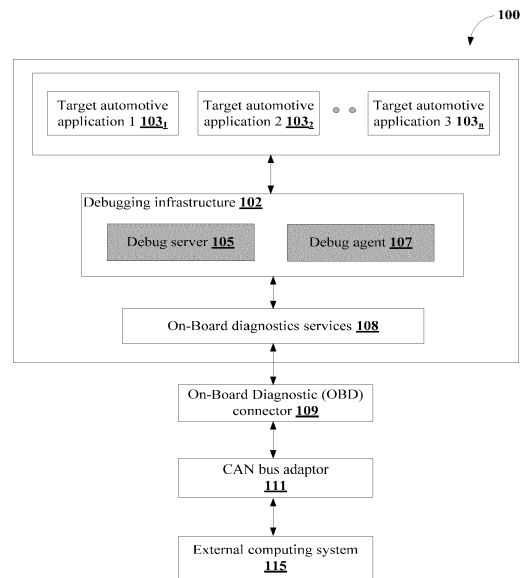 100
Target automotive
application 1 103₁
Target automotive
application 2 103₂
Target automotive
application 3 103ₙ
Debugging infrastructure 102
Debug server 105
Debug agent 107
On-Board diagnostics services 108
On-Board Diagnostic (OBD)
connector 109
CAN bus adaptor
111
External computing system
115